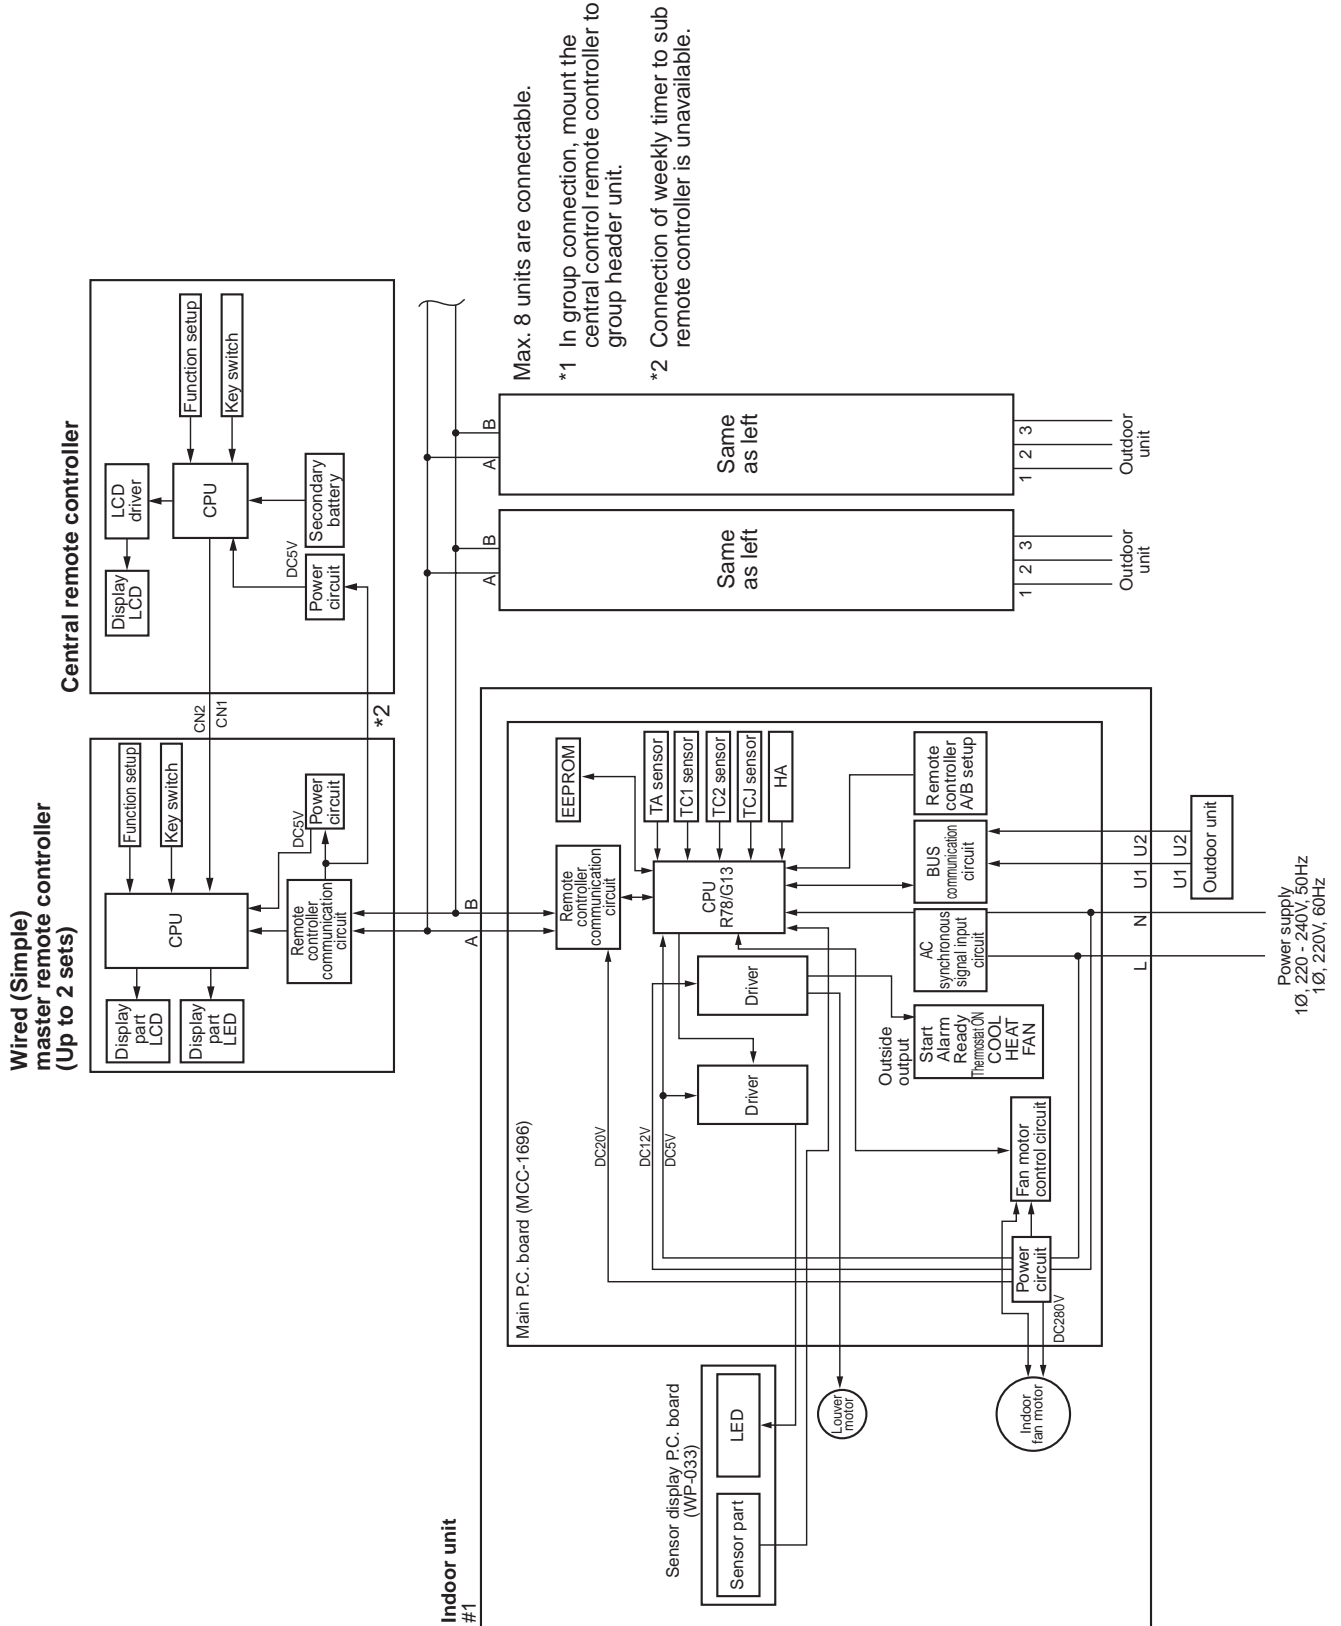 Wired (Simple)
master remote controller
(Up to 2 sets)
Display
part
LCD
Display
part
LED
CPU
Function setup
Key switch
Remote
controller
communication
circuit
DC5V
Power
circuit
CN2
CN1
*2
Central remote controller
Display
LCD
LCD
driver
CPU
Function setup
Key switch
DC5V
Power
circuit
Secondary
battery
Indoor unit
#1
A
B
Main P.C. board (MCC-1696)
Remote
controller
communication
circuit
EEPROM
TA sensor
TC1 sensor
TC2 sensor
TCJ sensor
HA
CPU
R78/G13
DC20V
DC12V
DC5V
Driver
Driver
Sensor display P.C. board
(WP-033)
Sensor part
LED
Louver
motor
Indoor
fan motor
DC280V
Power
circuit
Fan motor
control circuit
Outside
output
Start
Alarm
Ready
Thermostat ON
COOL
HEAT
FAN
AC
synchronous
signal input
circuit
BUS
communication
circuit
Remote
controller
A/B setup
L
N
U1
U2
U1
U2
Outdoor unit
Power supply
1Ø, 220 - 240V, 50Hz
1Ø, 220V, 60Hz
A
B
Same
as left
1
2
3
Outdoor
unit
A
B
Same
as left
1
2
3
Outdoor
unit
Max. 8 units are connectable.
*1 In group connection, mount the
central control remote controller to
group header unit.
*2 Connection of weekly timer to sub
remote controller is unavailable.